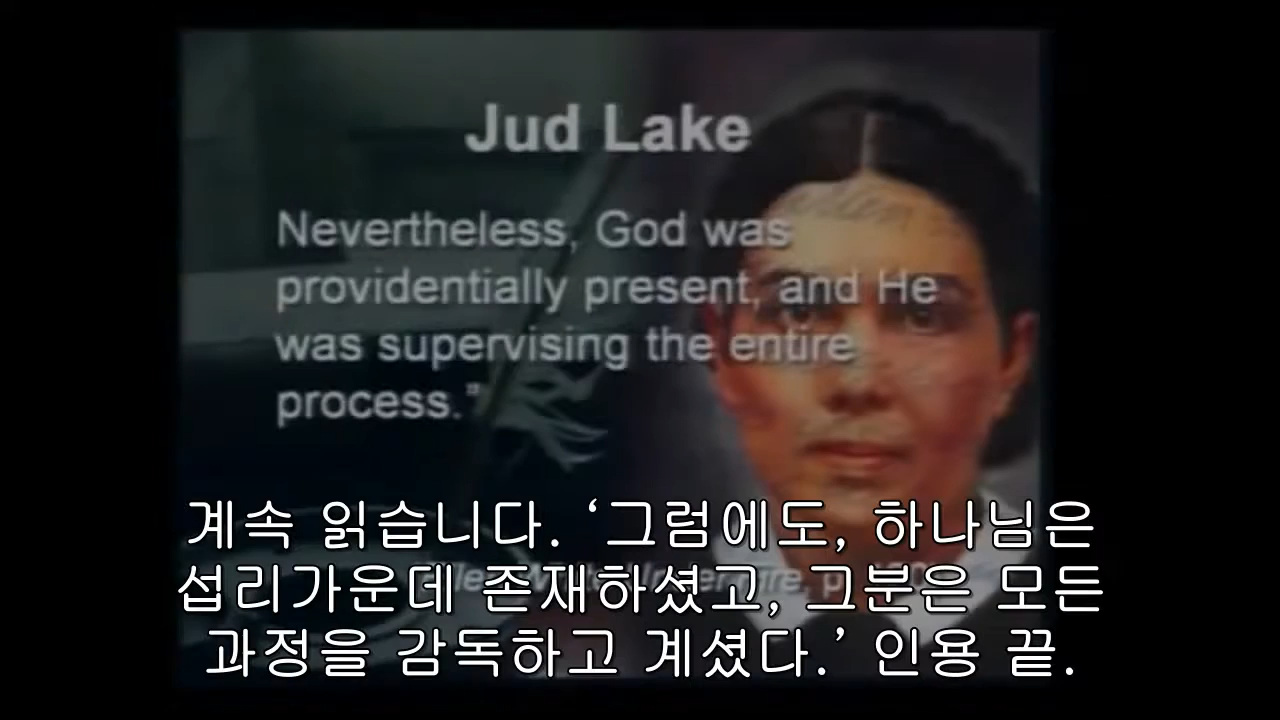 Jud Lake
Nevertheless, God was
providentially present, and He
was supervising the entire
process.”
계속 읽습니다. ‘그럼에도, 하나님은
섭리가운데 존재하셨고, 그분은 모든
과정을 감독하고 계셨다.’ 인용 끝.